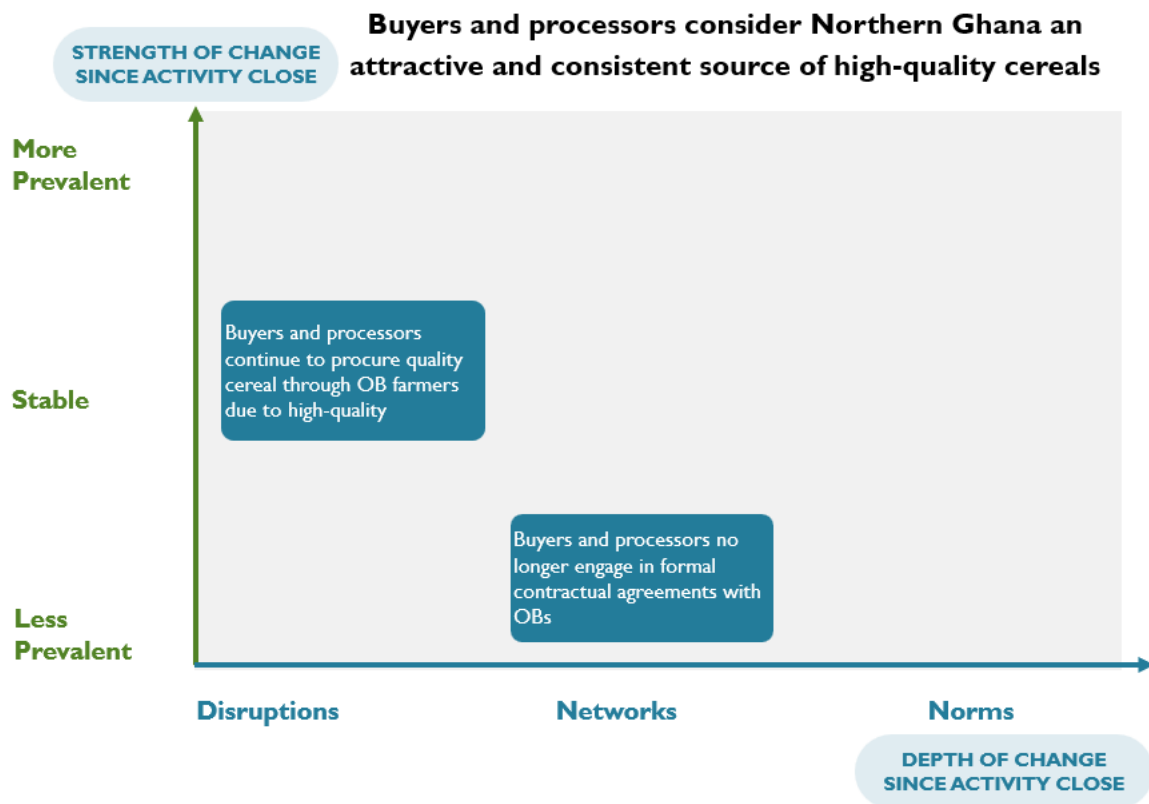 Buyers and processors consider Northern Ghana an
attractive and consistent source of high-quality cereals
STRENGTH OF CHANGE
SINCE ACTIVITY CLOSE
More
Prevalent
Stable
Less
Prevalent
Buyers and processors
continue to procure quality
cereal through OB farmers
due to high-quality
Buyers and processors no
longer engage in formal
contractual agreements with
OBs
Disruptions
Networks
Norms
DEPTH OF CHANGE
SINCE ACTIVITY CLOSE